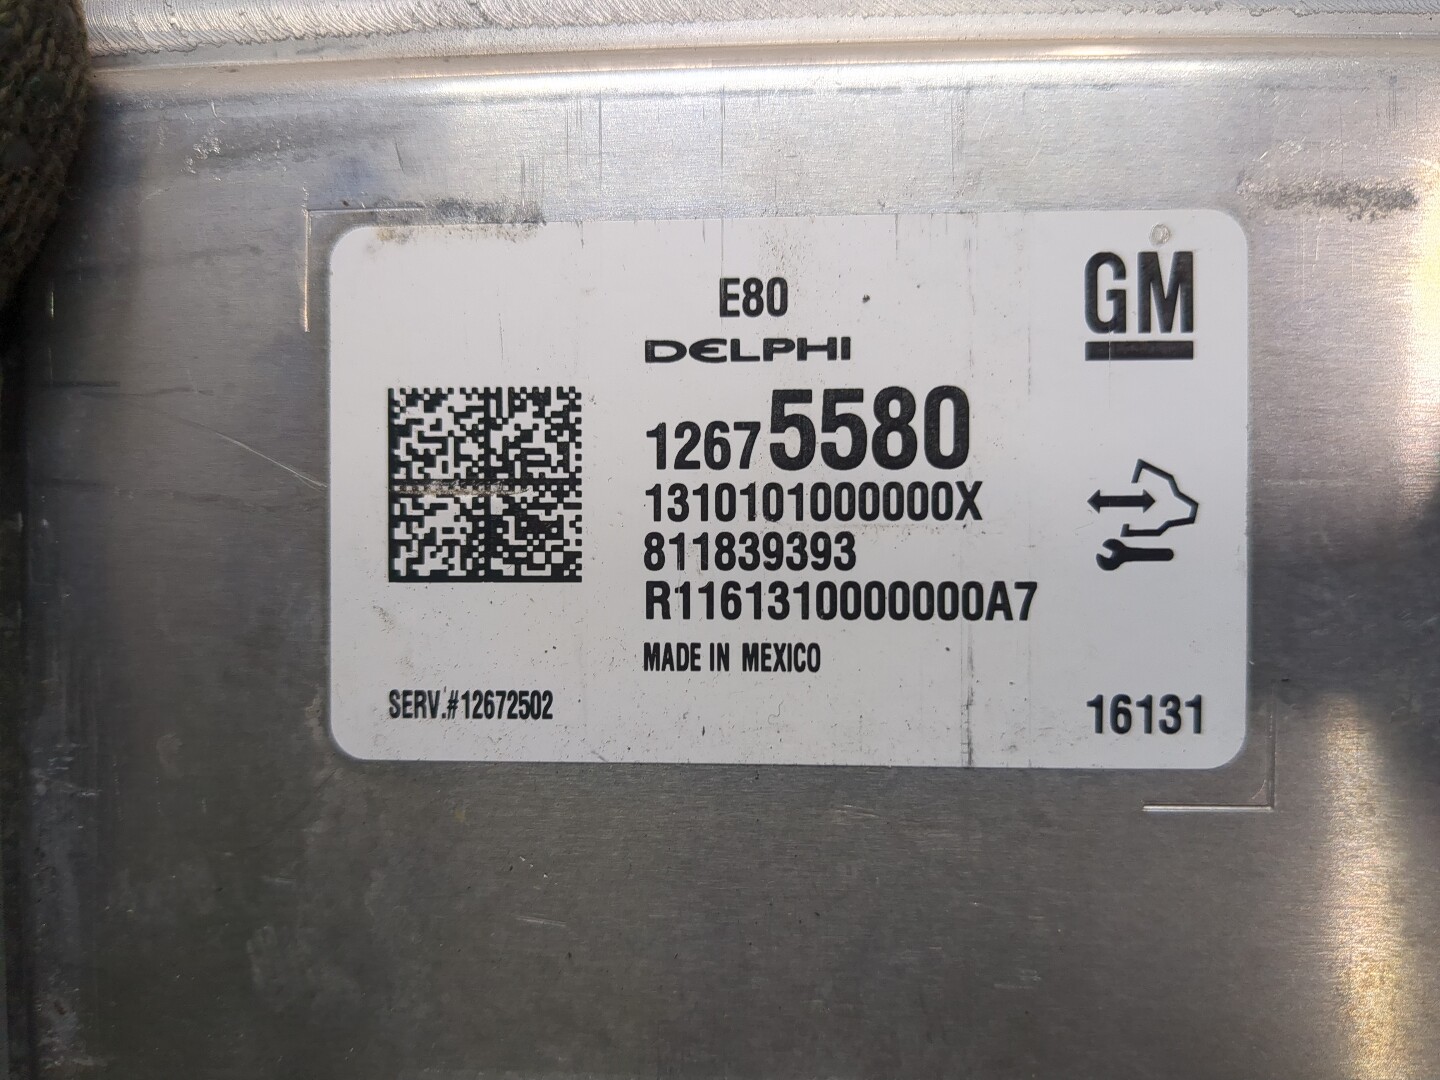 E80
GM
DELPHI
12675580
1310101000000X
811839393
R1161310000000A7
MADE IN MEXICO
SERV.#12672502
16131